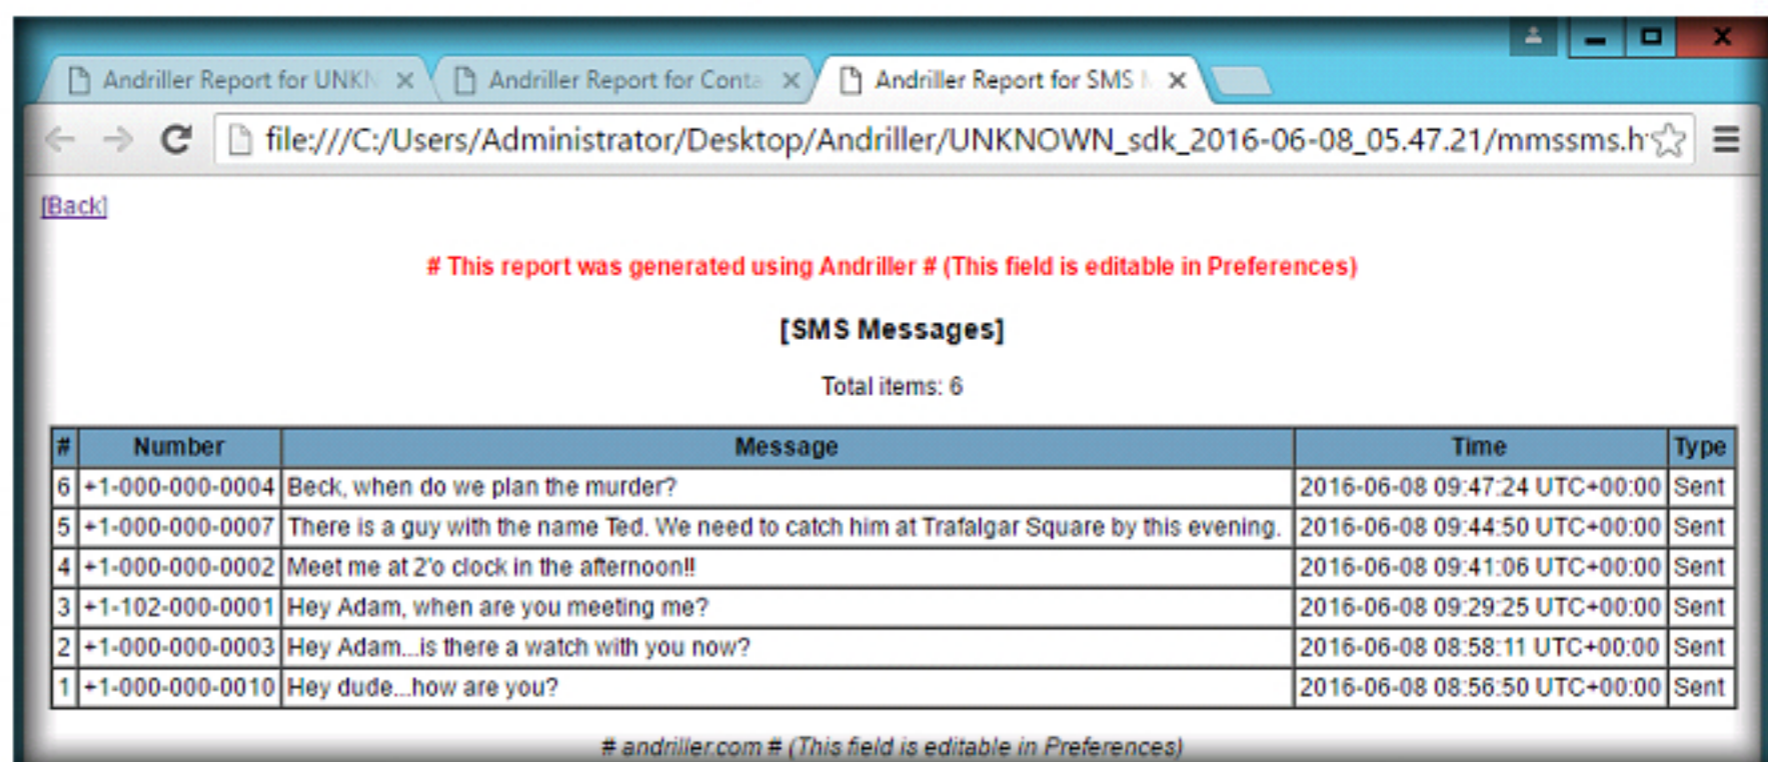 Andriller Report for UNKN
Andriller Report for Conta
Andriller Report for SMS
file:///C:/Users/Administrator/Desktop/Andriller/UNKNOWN_sdk_2016-06-08_05.47.21/mmssms.h
[Back]
# This report was generated using Andriller # (This field is editable in Preferences)
[SMS Messages]
Total items: 6
# Number Message Time Type
6 +1-000-000-0004 Beck, when do we plan the murder? 2016-06-08 09:47:24 UTC+00:00 Sent
5 +1-000-000-0007 There is a guy with the name Ted. We need to catch him at Trafalgar Square by this evening. 2016-06-08 09:44:50 UTC+00:00 Sent
4 +1-000-000-0002 Meet me at 2'o clock in the afternoon!! 2016-06-08 09:41:06 UTC+00:00 Sent
3 +1-102-000-0001 Hey Adam, when are you meeting me? 2016-06-08 09:29:25 UTC+00:00 Sent
2 +1-000-000-0003 Hey Adam...is there a watch with you now? 2016-06-08 08:58:11 UTC+00:00 Sent
1 +1-000-000-0010 Hey dude...how are you? 2016-06-08 08:56:50 UTC+00:00 Sent
# andriller.com # (This field is editable in Preferences)